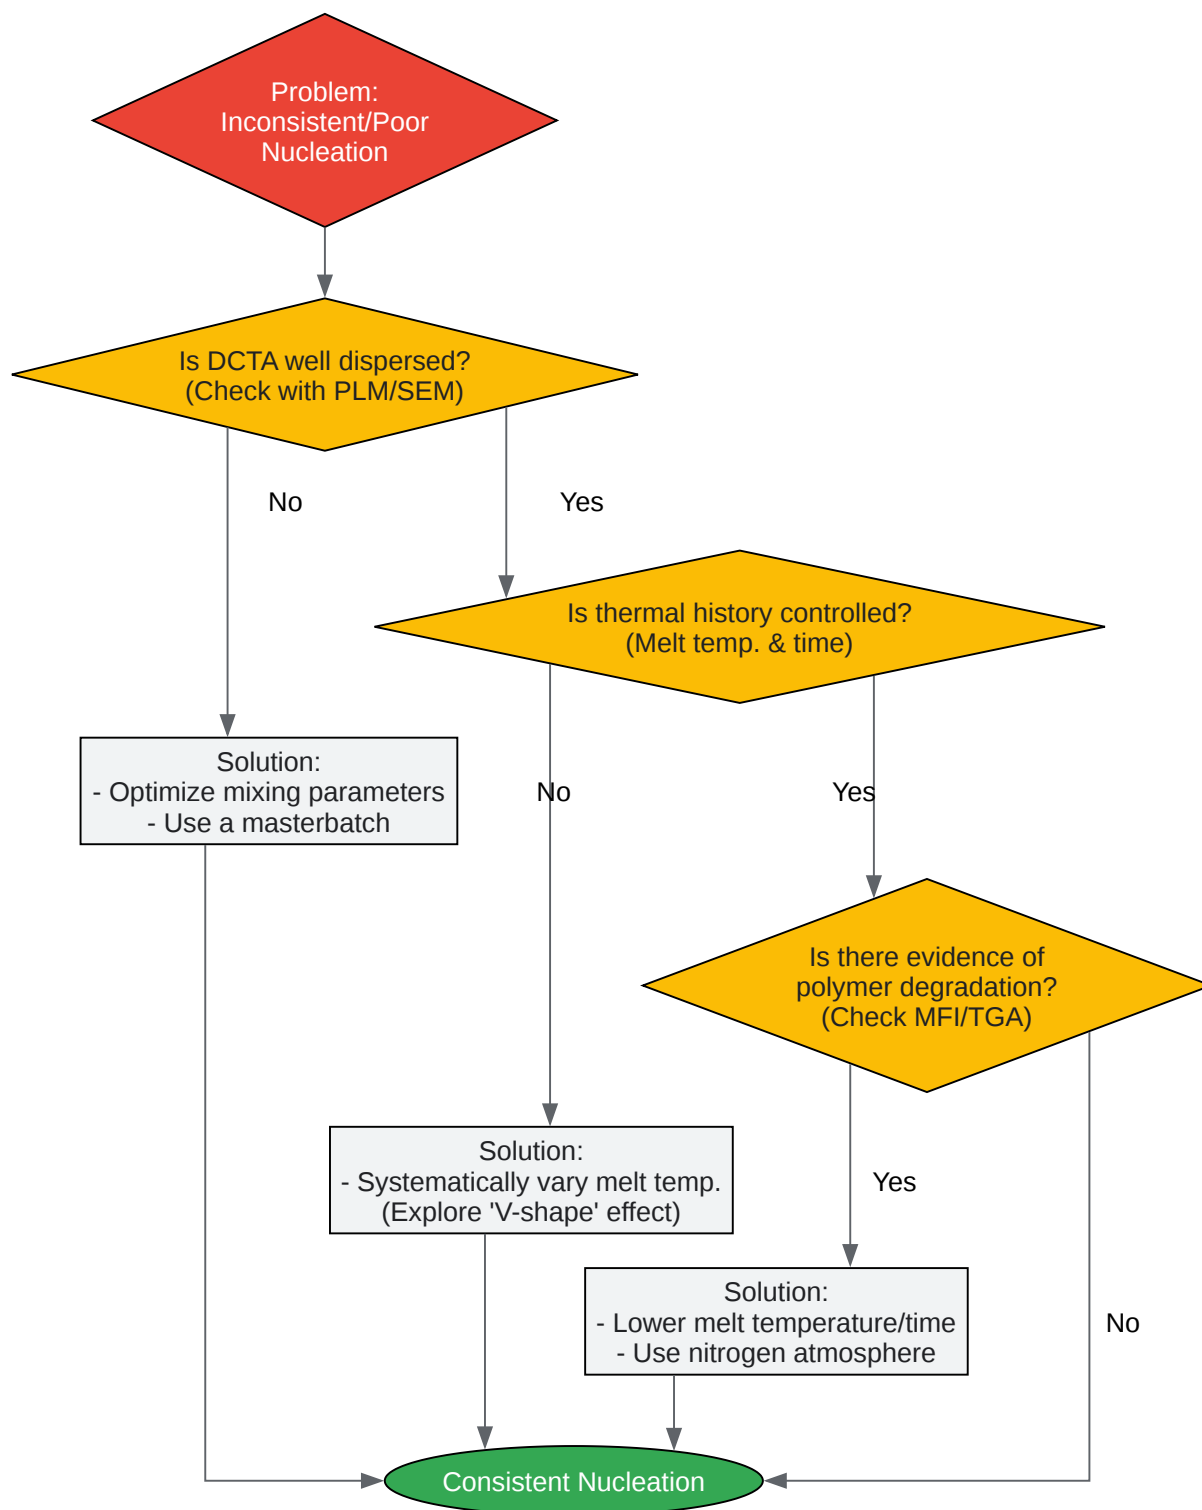 Problem:
Inconsistent/Poor
Nucleation
Is DCTA well dispersed?
(Check with PLM/SEM)
No
Yes
Is thermal history controlled?
(Melt temp. & time)
Solution:
- Optimize mixing parameters
- Use a masterbatch
No
Yes
Is there evidence of
polymer degradation?
(Check MFI/TGA)
Solution:
- Systematically vary melt temp.
(Explore 'V-shape' effect)
Yes
Solution:
- Lower melt temperature/time
- Use nitrogen atmosphere
No
Consistent Nucleation